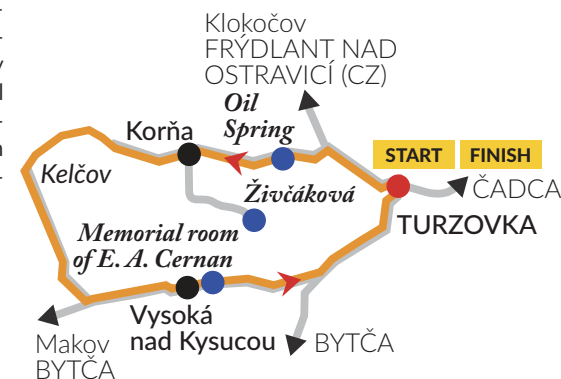 Klokočov
FRÝDLANT NAD
OSTRAVICÍ (CZ)
Oil
Spring
Korňa
START
FINISH
Kelčov
Živčáková
ČADCA
TURZOVKA
Memorial room
of E. A. Cernan
Vysoká
nad Kysucou
BYTČA
Makov
BYTČA